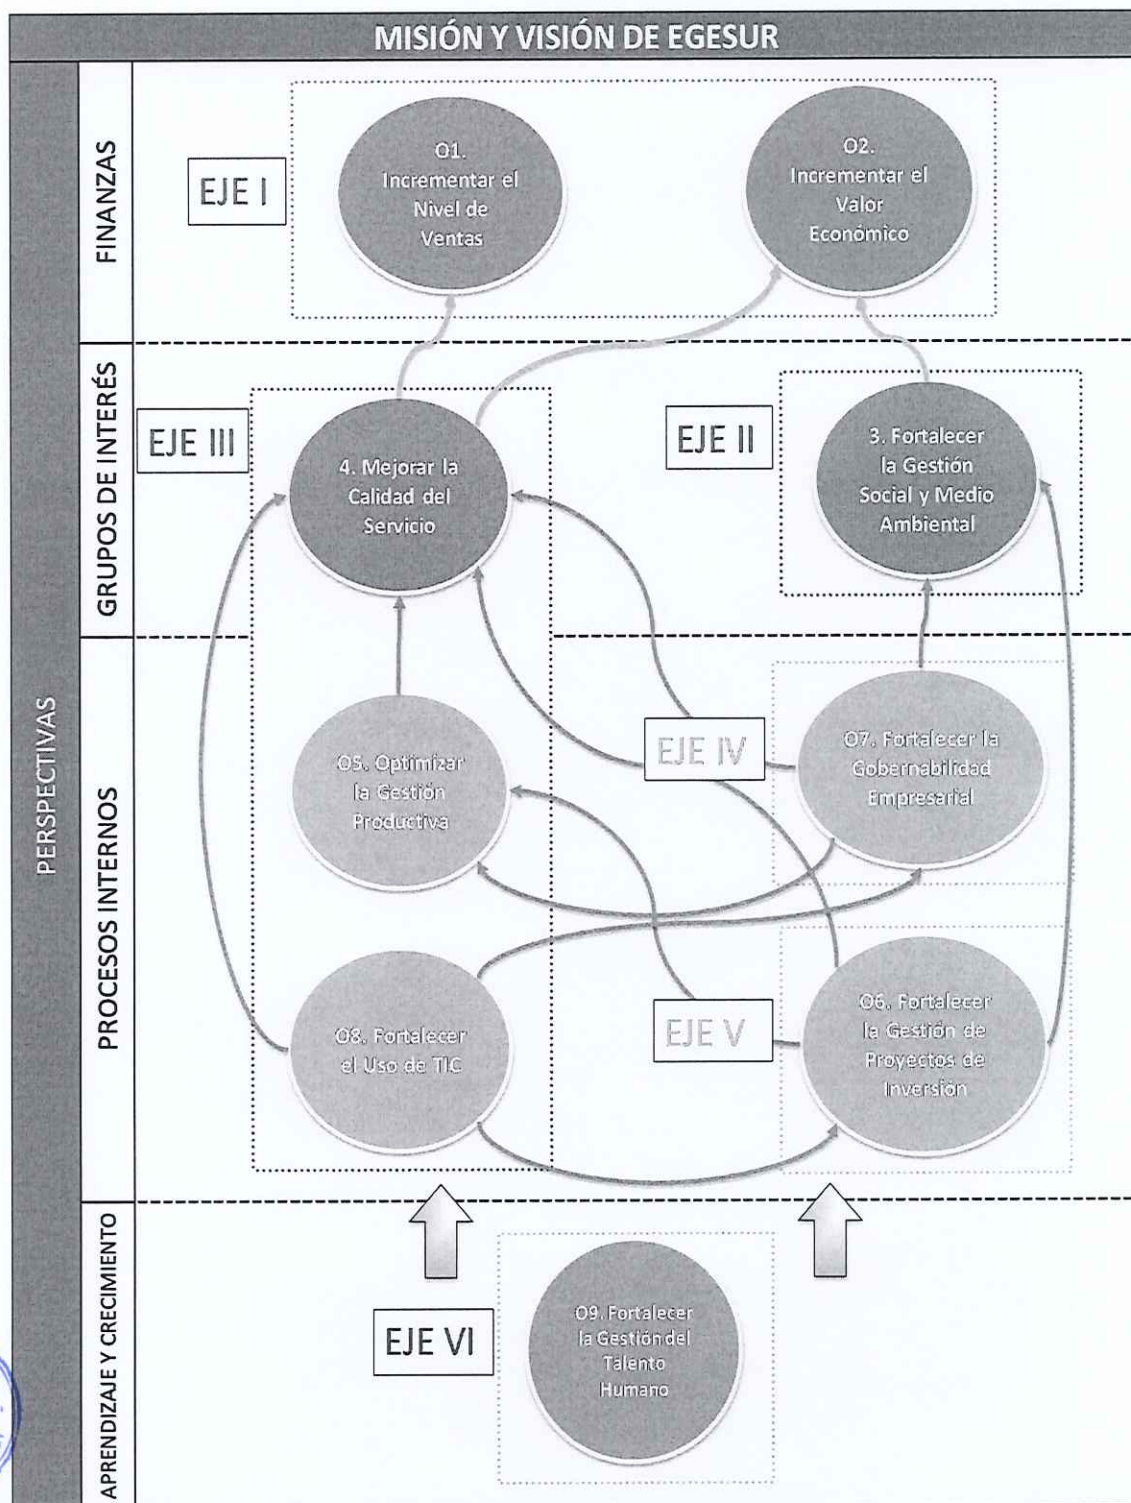 MISIÓN Y VISIÓN DE EGESUR
PERSPECTIVAS
FINANZAS
EJE I
O1.
Incrementar el
Nivel de
Ventas
O2.
Incrementar el
Valor
Económico
GRUPOS DE INTERÉS
EJE III
4. Mejorar la
Calidad del
Servicio
EJE II
3. Fortalecer
la Gestión
Social y Medio
Ambiental
PROCESOS INTERNOS
O5. Optimizar
la Gestión
Productiva
EJE IV
O7. Fortalecer la
Gobernabilidad
Empresarial
O8. Fortalecer
el Uso de TIC
EJE V
O6. Fortalecer
la Gestión de
Proyectos de
Inversión
APRENDIZAJE Y CRECIMIENTO
EJE VI
O9. Fortalecer
la Gestión del
Talento
Humano